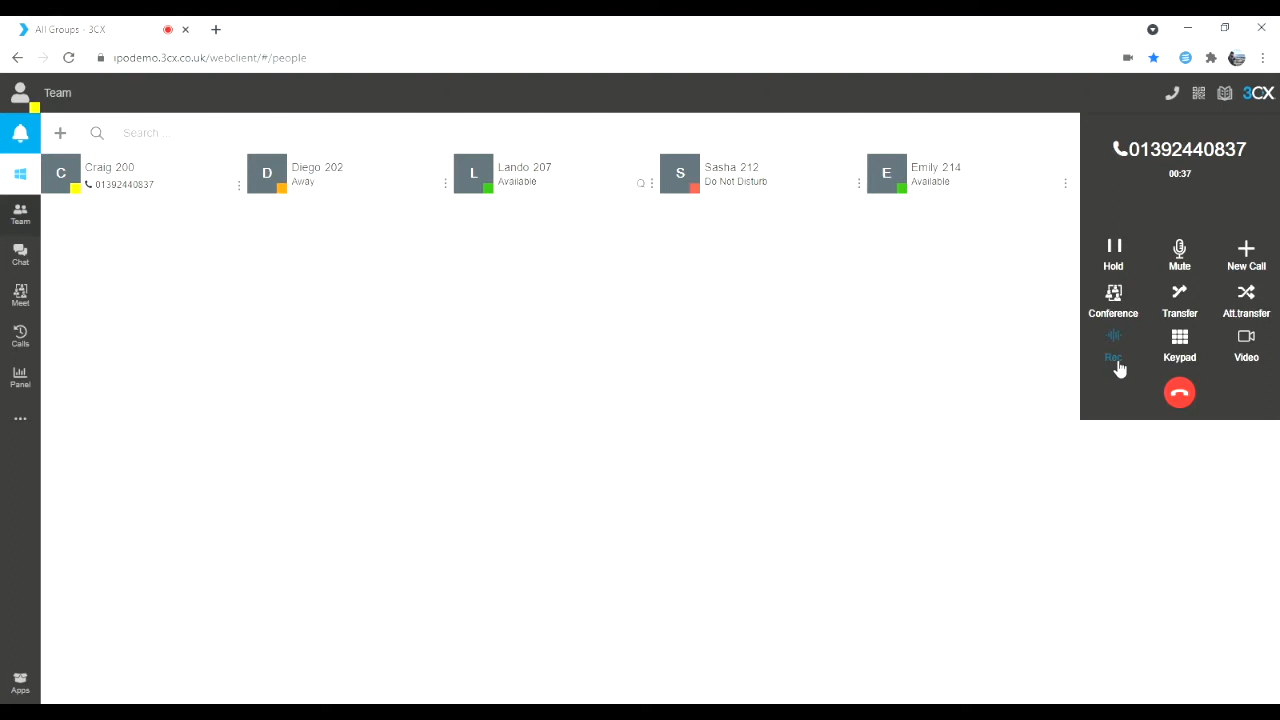 All Groups - 3CX
ipodemo.3cx.co.uk/webclient/#/people
Team
3CX
Search ...
01392440837
00:37
C
Craig 200
01392440837
D
Diego 202
Away
L
Lando 207
Available
S
Sasha 212
Do Not Disturb
E
Emily 214
Available
Team
Chat
Meet
Calls
Panel
Apps
Hold
Mute
New Call
Conference
Transfer
Att.transfer
Rec
Keypad
Video